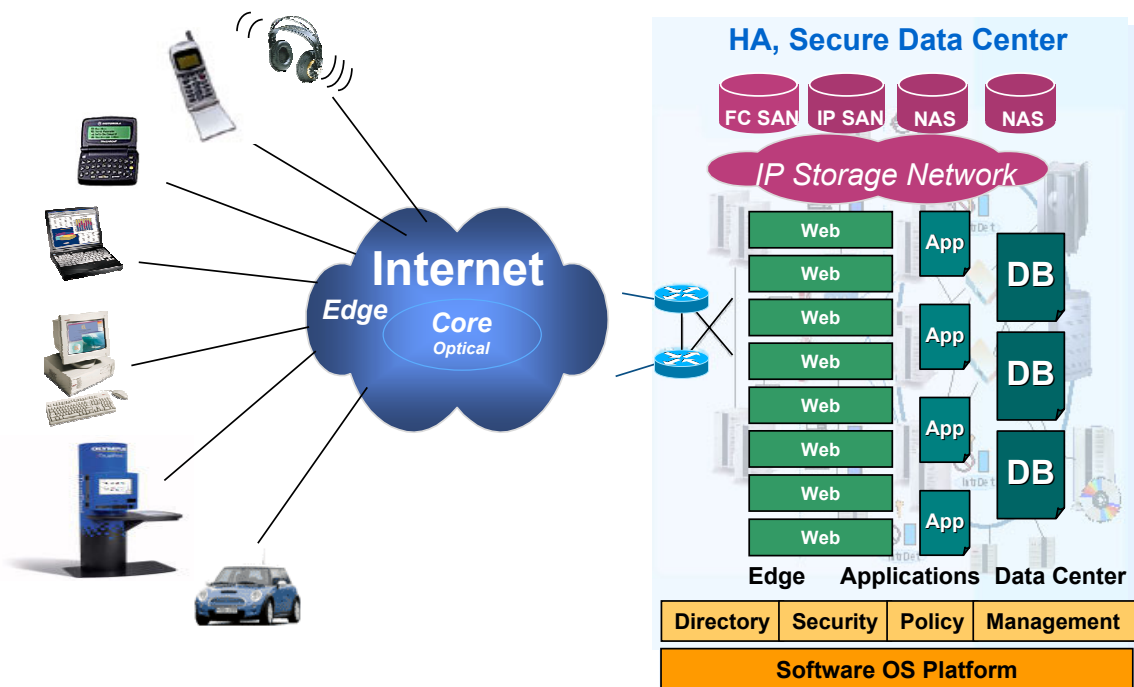 HA, Secure Data Center
FC SAN
IP SAN
NAS
NAS
IP Storage Network
Internet
Edge
Core
Optical
Web
Web
Web
Web
Web
Web
Web
Web
App
App
App
App
DB
DB
DB
IntrDet
Edge
Applications
Data Center
Directory
Security
Policy
Management
Software OS Platform